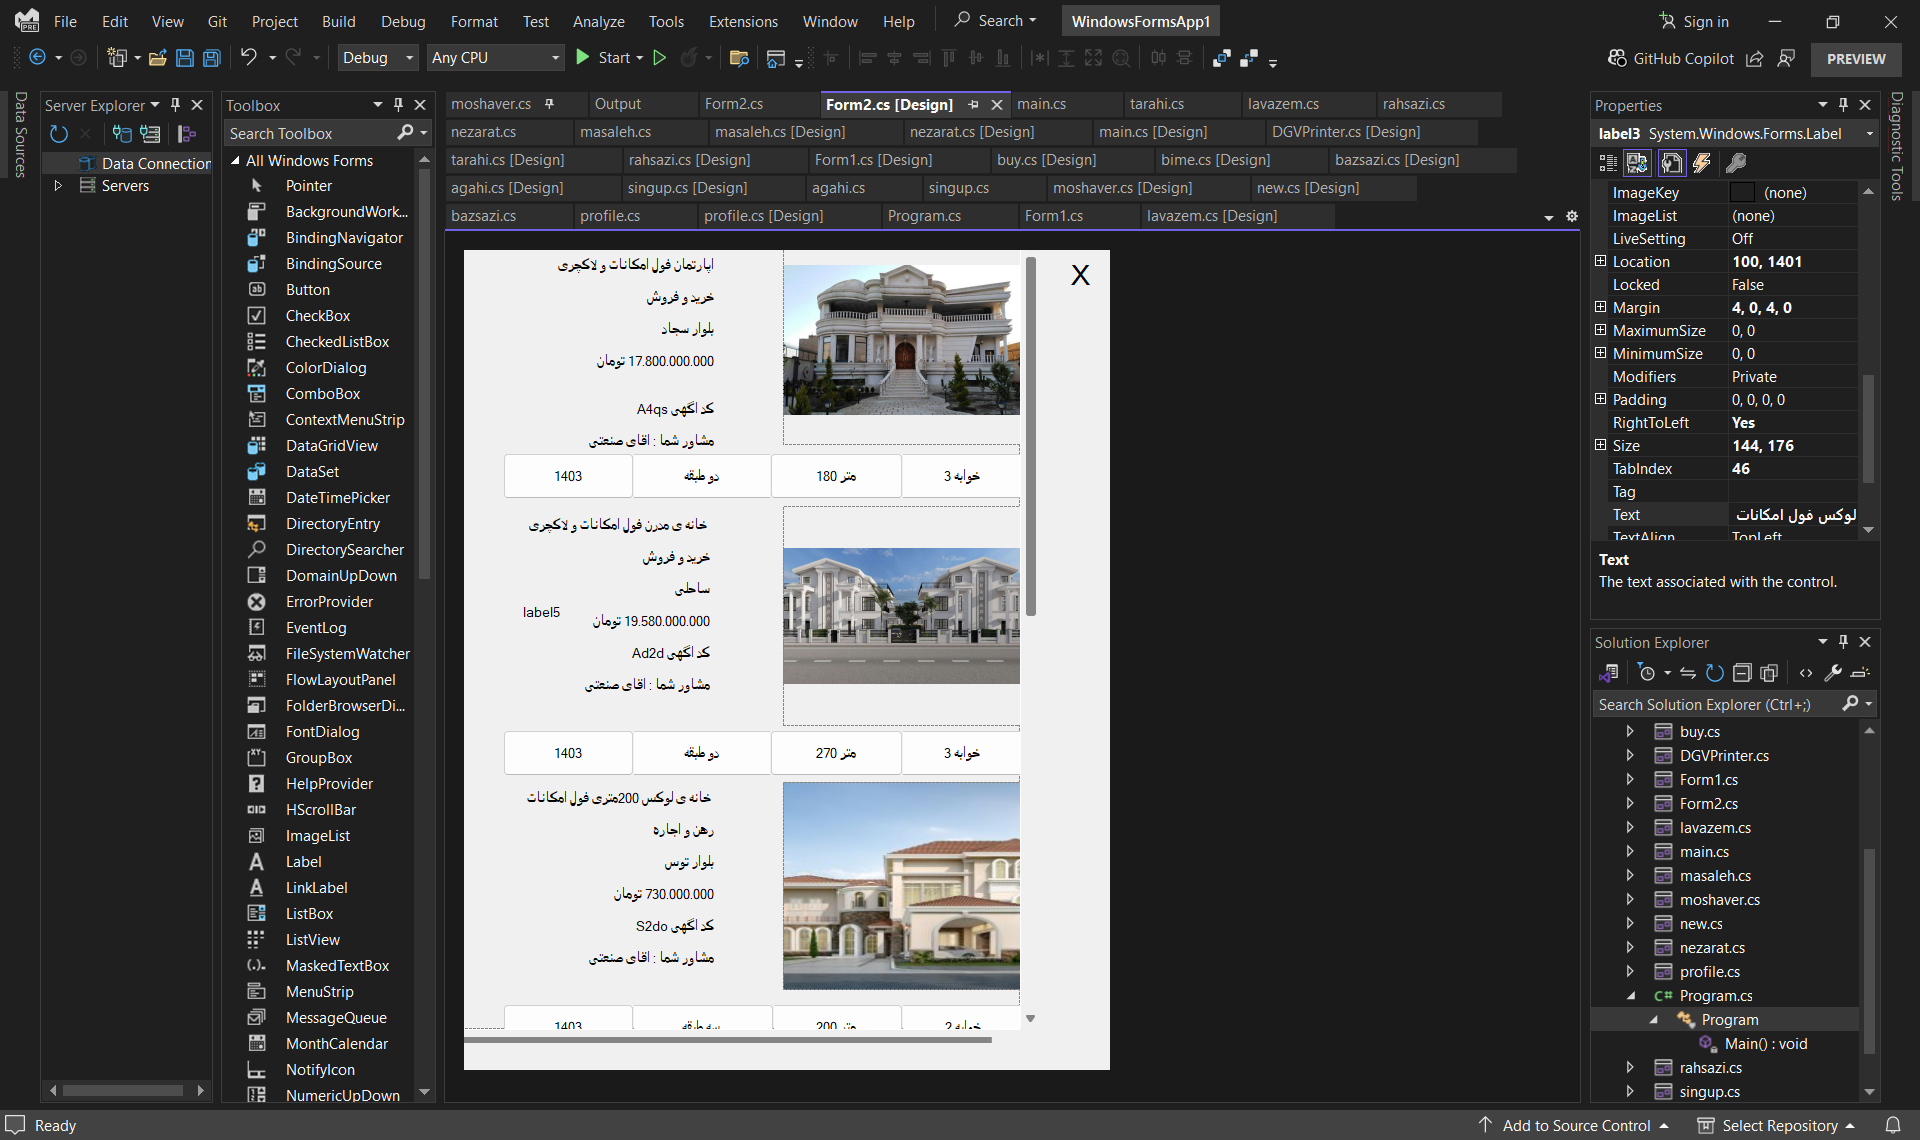 File Edit View Git Project Build Debug Format Test Analyze Tools Extensions Window Help Search WindowsFormsApp1 Sign in
Debug Any CPU Start GitHub Copilot PREVIEW
Data Sources
Server Explorer
Data Connection
Servers
Toolbox
Search Toolbox
All Windows Forms
Pointer
BackgroundWork...
BindingNavigator
BindingSource
Button
CheckBox
CheckedListBox
ColorDialog
ComboBox
ContextMenuStrip
DataGridView
DataSet
DateTimePicker
DirectoryEntry
DirectorySearcher
DomainUpDown
ErrorProvider
EventLog
FileSystemWatcher
FlowLayoutPanel
FolderBrowserDi...
FontDialog
GroupBox
HelpProvider
HScrollBar
ImageList
Label
LinkLabel
ListBox
ListView
MaskedTextBox
MenuStrip
MessageQueue
MonthCalendar
NotifyIcon
NumericUpDown
moshaver.cs Output Form2.cs Form2.cs [Design] main.cs tarahi.cs lavazem.cs rahsazi.cs
nezarat.cs masaleh.cs masaleh.cs [Design] nezarat.cs [Design] main.cs [Design] DGVPrinter.cs [Design]
tarahi.cs [Design] rahsazi.cs [Design] Form1.cs [Design] buy.cs [Design] bime.cs [Design] bazsazi.cs [Design]
agahi.cs [Design] singup.cs [Design] agahi.cs singup.cs moshaver.cs [Design] new.cs [Design]
bazsazi.cs profile.cs profile.cs [Design] Program.cs Form1.cs lavazem.cs [Design]
X
اپارتمان فول امکانات و لاکچری
خرید و فروش
بلوار سجاد
17.800.000.000 تومان
کد اگهی A4qs
مشاور شما : اقای صنعتی
1403 دو طبقه 180 متر 3 خوابه
خانه ی مدرن فول امکانات و لاکچری
خرید و فروش
ساحلی
label5
19.580.000.000 تومان
کد اگهی Ad2d
مشاور شما : اقای صنعتی
1403 دو طبقه 270 متر 3 خوابه
خانه ی لوکس 200متری فول امکانات
رهن و اجاره
بلوار توس
730.000.000 تومان
کد اگهی S2do
مشاور شما : اقای صنعتی
1403 سه طبقه 200 متر 2 خوابه
Properties
label3 System.Windows.Forms.Label
ImageKey (none)
ImageList (none)
LiveSetting Off
Location 100, 1401
Locked False
Margin 4, 0, 4, 0
MaximumSize 0, 0
MinimumSize 0, 0
Modifiers Private
Padding 0, 0, 0, 0
RightToLeft Yes
Size 144, 176
TabIndex 46
Tag
Text لوکس فول امکانات
TextAlign TopLeft
Text
The text associated with the control.
Solution Explorer
Search Solution Explorer (Ctrl+;)
buy.cs
DGVPrinter.cs
Form1.cs
Form2.cs
lavazem.cs
main.cs
masaleh.cs
moshaver.cs
new.cs
nezarat.cs
profile.cs
C# Program.cs
Program
Main() : void
rahsazi.cs
singup.cs
Diagnostic Tools
Ready Add to Source Control Select Repository